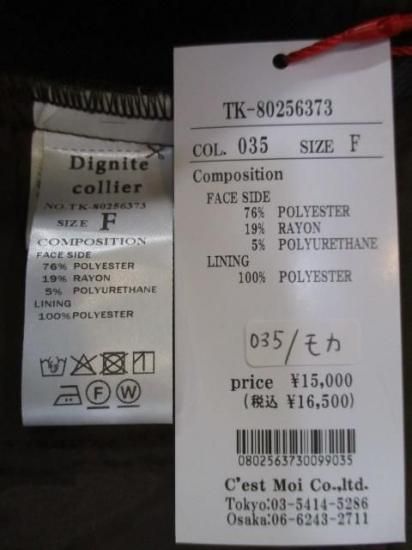 Dignite
collier
NO.TK-80256373
SIZE F
COMPOSITION
FACE SIDE
76% POLYESTER
19% RAYON
5% POLYURETHANE
LINING
100% POLYESTER
F W
TK-80256373
COL. 035 SIZE F
Composition
FACE SIDE
76% POLYESTER
19% RAYON
5% POLYURETHANE
LINING
100% POLYESTER
035/モカ
price ¥15,000
(税込 ¥16,500)
0802563730099035
C'est Moi Co.,ltd.
Tokyo:03-5414-5286
Osaka:06-6243-2711